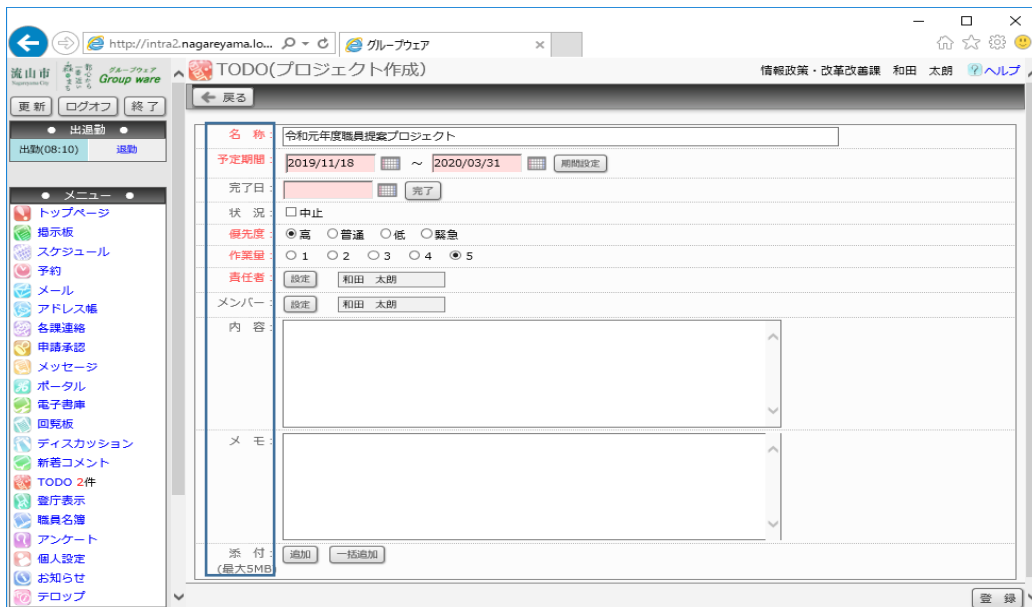 http://intra2.nagareyama.lo...
グループウェア
流山市
グループウェア
Group ware
TODO(プロジェクト作成)
情報政策・改革改善課 和田 太朗 ヘルプ
更新 ログオフ 終了
戻る
● 出退勤 ●
出勤(08:10) 退勤
● メニュー ●
トップページ
掲示板
スケジュール
予約
メール
アドレス帳
各課連絡
申請承認
メッセージ
ポータル
電子書庫
回覧板
ディスカッション
新着コメント
TODO 2件
登庁表示
職員名簿
アンケート
個人設定
お知らせ
テロップ
名 称: 令和元年度職員提案プロジェクト
予定期間: 2019/11/18 ～ 2020/03/31 期間設定
完了日: 完了
状 況: 中止
優先度: 高 普通 低 緊急
作業量: 1 2 3 4 5
責任者: 設定 和田 太朗
メンバー: 設定 和田 太朗
内 容:
メ モ:
添 付: 追加 一括追加
(最大5MB)
登 録